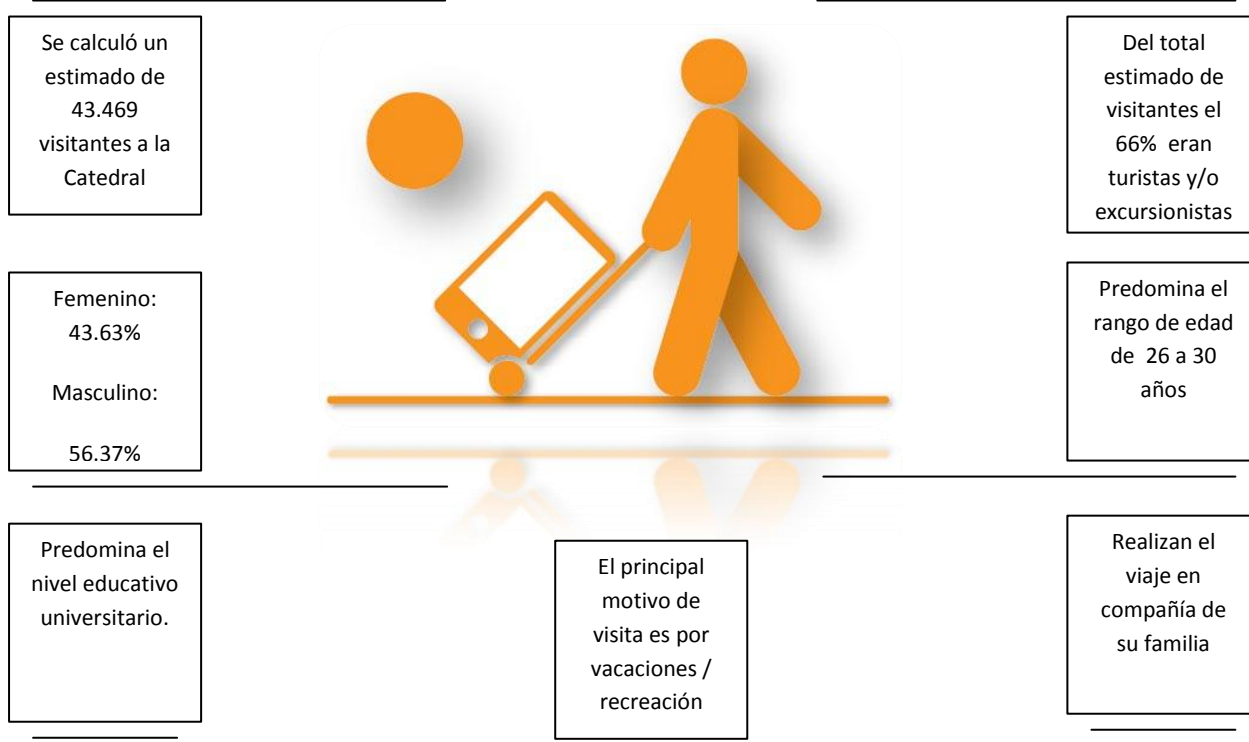 Se calculó un
estimado de
43.469
visitantes a la
Catedral
Del total
estimado de
visitantes el
66% eran
turistas y/o
excursionistas
Femenino:
43.63%
Masculino:
56.37%
Predomina el
rango de edad
de 26 a 30
años
Predomina el
nivel educativo
universitario.
El principal
motivo de
visita es por
vacaciones /
recreación
Realizan el
viaje en
compañía de
su familia